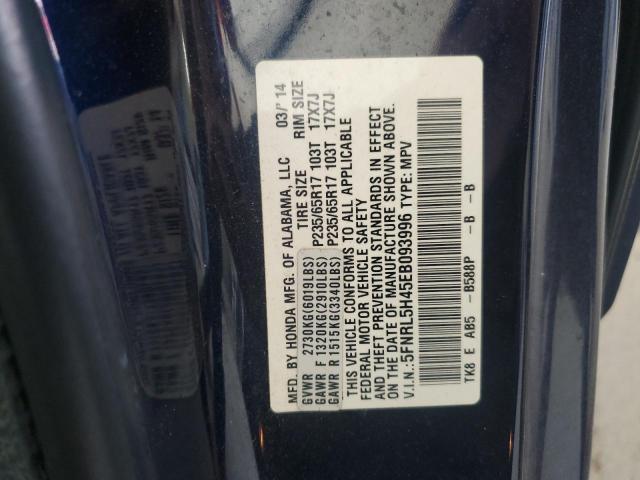 MFD. BY HONDA MFG. OF ALABAMA, LLC 03/'14
TIRE SIZE RIM SIZE
GVWR 2730KG(6019LBS)
GAWR F 1320KG(2910LBS) P235/65R17 103T 17X7J
GAWR R 1515KG(3340LBS) P235/65R17 103T 17X7J
THIS VEHICLE CONFORMS TO ALL APPLICABLE
FEDERAL MOTOR VEHICLE SAFETY
AND THEFT PREVENTION STANDARDS IN EFFECT
ON THE DATE OF MANUFACTURE SHOWN ABOVE.
V.I.N.: 5FNRL5H45EB093996 TYPE: MPV
TK8 E AB5 -B588P -B -B